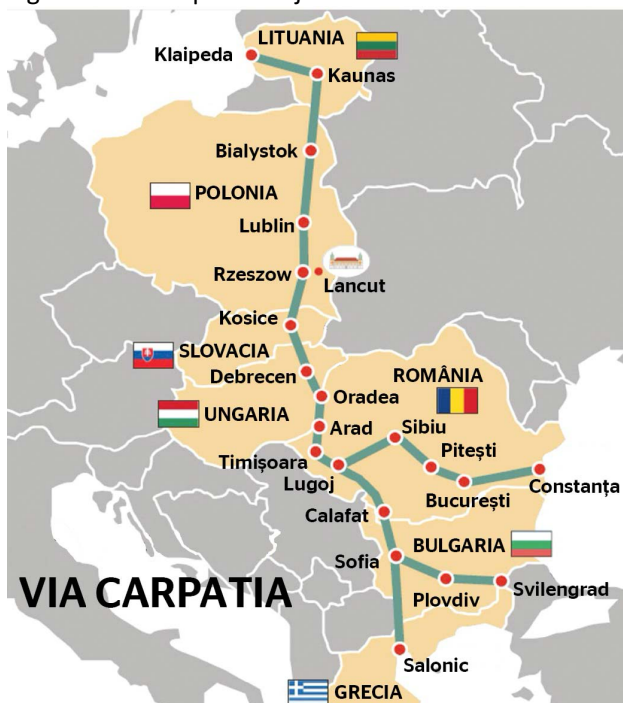 LITUANIA
Klaipeda
Kaunas
Bialystok
POLONIA
Lublin
Rzeszow
Lancut
Kosice
SLOVACIA
Debrecen
ROMÂNIA
Oradea
UNGARIA
Arad
Sibiu
Pitești
Timișoara
Lugoj
București
Constanța
Calafat
BULGARIA
Sofia
VIA CARPATIA
Plovdiv
Svilengrad
Salonic
GRECIA